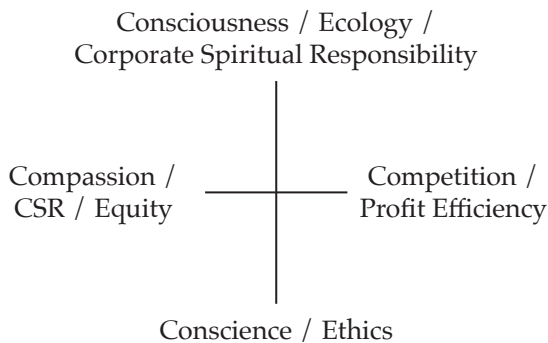 Consciousness / Ecology /
Corporate Spiritual Responsibility
Compassion /
CSR / Equity
Competition /
Profit Efficiency
Conscience / Ethics